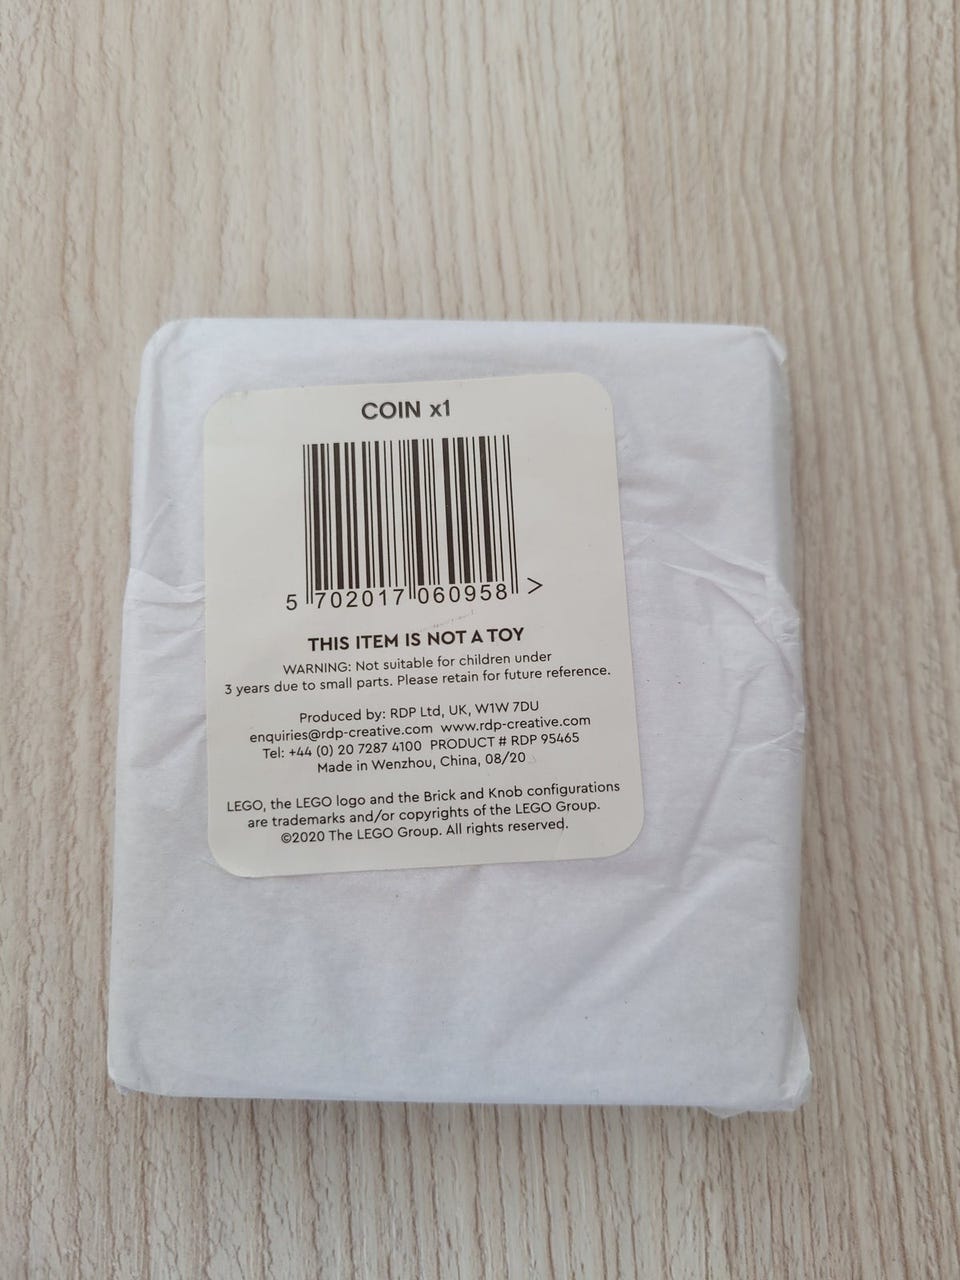 COIN x1
5 702017 060958 >
THIS ITEM IS NOT A TOY
WARNING: Not suitable for children under
3 years due to small parts. Please retain for future reference.
Produced by: RDP Ltd, UK, W1W 7DU
enquiries@rdp-creative.com www.rdp-creative.com
Tel: +44 (0) 20 7287 4100 PRODUCT # RDP 95465
Made in Wenzhou, China, 08/20
LEGO, the LEGO logo and the Brick and Knob configurations
are trademarks and/or copyrights of the LEGO Group.
©2020 The LEGO Group. All rights reserved.